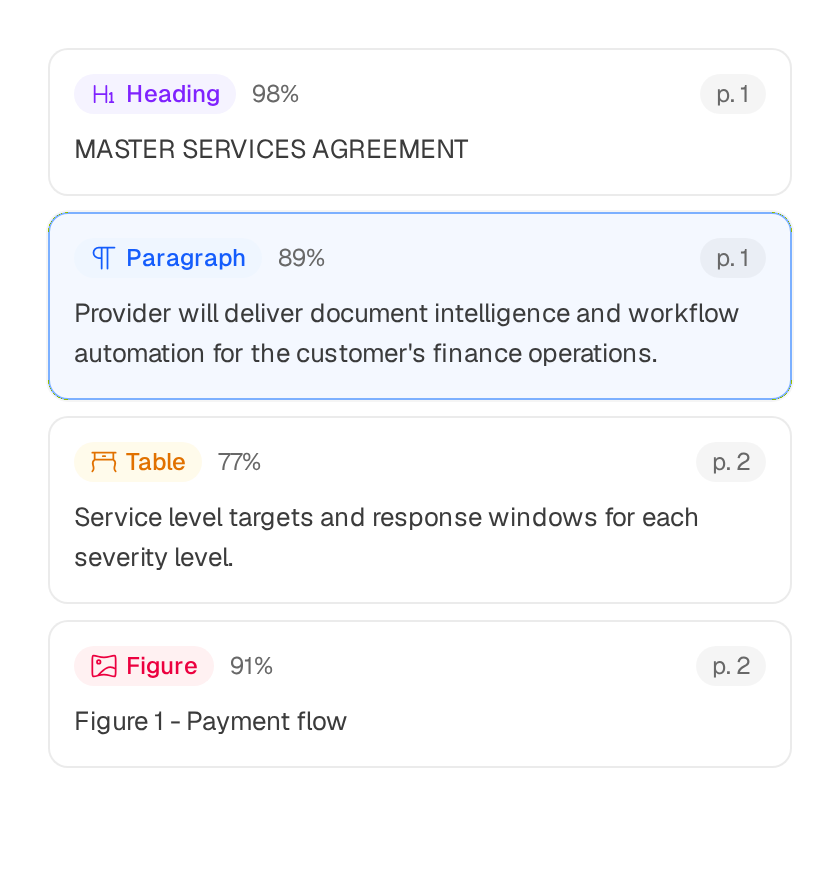 H1 Heading 98% p. 1
MASTER SERVICES AGREEMENT
Paragraph 89% p. 1
Provider will deliver document intelligence and workflow
automation for the customer's finance operations.
Table 77% p. 2
Service level targets and response windows for each
severity level.
Figure 91% p. 2
Figure 1 - Payment flow